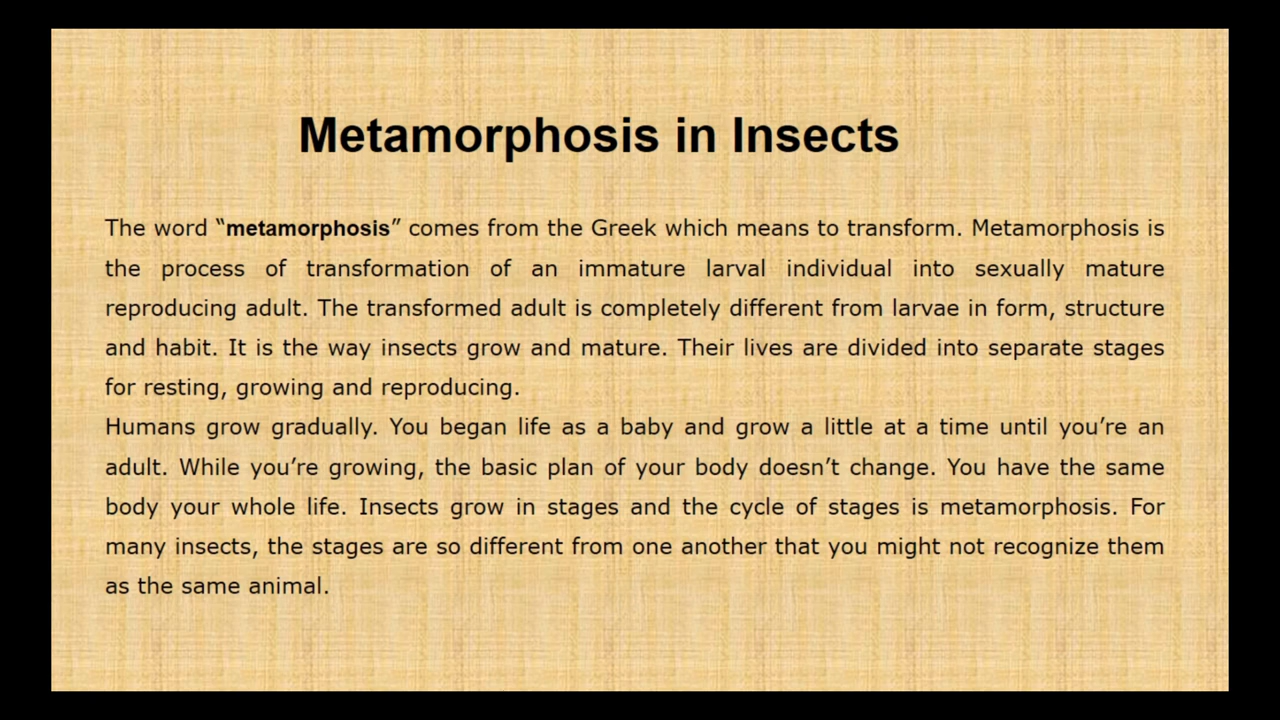 Metamorphosis in Insects
The word “metamorphosis” comes from the Greek which means to transform. Metamorphosis is
the process of transformation of an immature larval individual into sexually mature
reproducing adult. The transformed adult is completely different from larvae in form, structure
and habit. It is the way insects grow and mature. Their lives are divided into separate stages
for resting, growing and reproducing.
Humans grow gradually. You began life as a baby and grow a little at a time until you’re an
adult. While you’re growing, the basic plan of your body doesn’t change. You have the same
body your whole life. Insects grow in stages and the cycle of stages is metamorphosis. For
many insects, the stages are so different from one another that you might not recognize them
as the same animal.